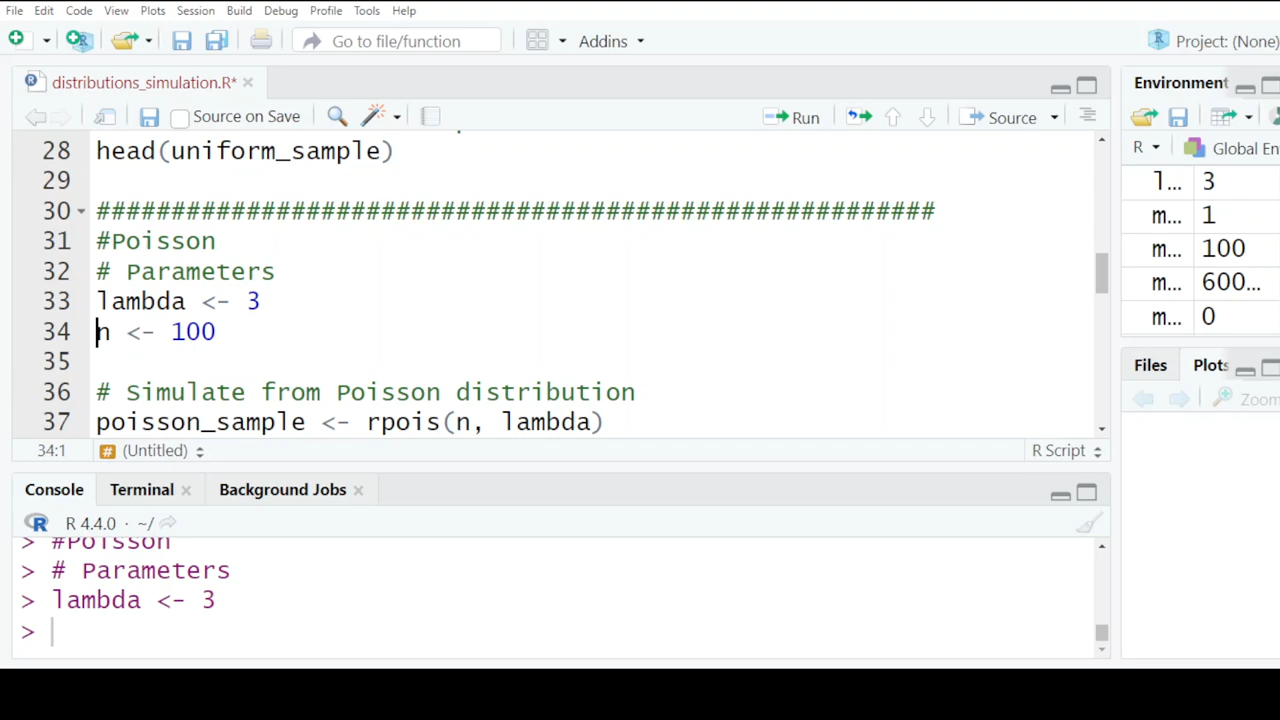 File Edit Code View Plots Session Build Debug Profile Tools Help
Go to file/function Addins Project: (None)
distributions_simulation.R* Environment
Source on Save Run Source
28 head(uniform_sample) R Global En
29
30 ########################################################
31 #Poisson
32 # Parameters
33 lambda <- 3
34 n <- 100
35
36 # Simulate from Poisson distribution
37 poisson_sample <- rpois(n, lambda)
l... 3
m... 1
m... 100
m... 600...
m... 0
Files Plots
Zoom
34:1 # (Untitled) R Script
Console Terminal Background Jobs
R R 4.4.0 · ~/
> #Poisson
> # Parameters
> lambda <- 3
>